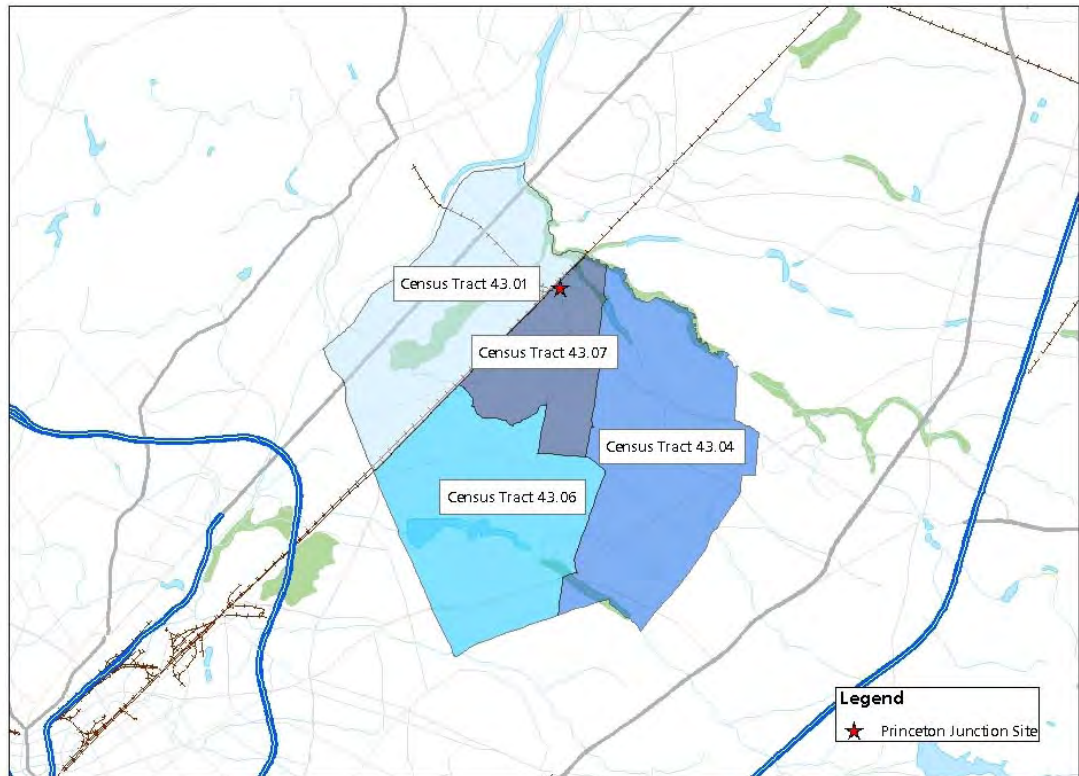 Census Tract 43.01
Census Tract 43.07
Census Tract 43.04
Census Tract 43.06
Legend
Princeton Junction Site